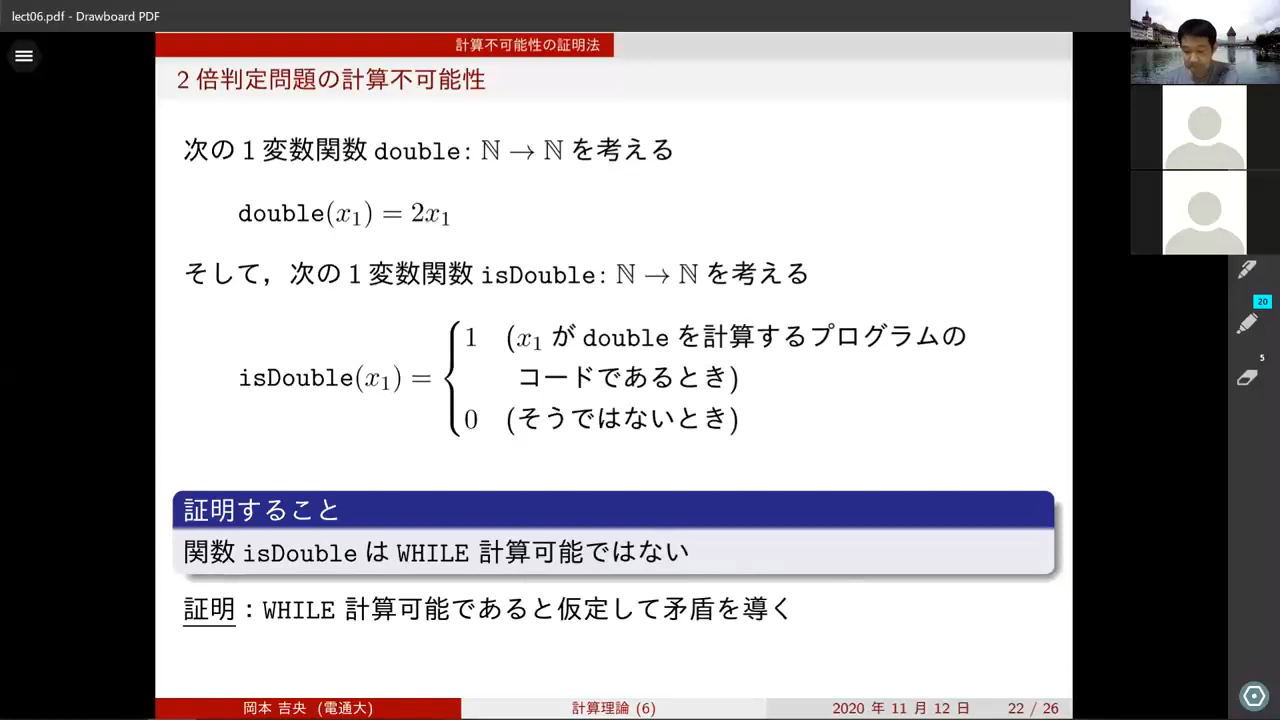 lect06.pdf - Drawboard PDF
計算不可能性の証明法
2 倍判定問題の計算不可能性
次の 1 変数関数 double: ℕ → ℕ を考える
double(x₁) = 2x₁
そして，次の 1 変数関数 isDouble: ℕ → ℕ を考える
isDouble(x₁) = { 1 (x₁ が double を計算するプログラムの
コードであるとき)
0 (そうではないとき)
証明すること
関数 isDouble は WHILE 計算可能ではない
証明：WHILE 計算可能であると仮定して矛盾を導く
岡本 吉央 (電通大) 計算理論 (6) 2020 年 11 月 12 日 22 / 26
20
5